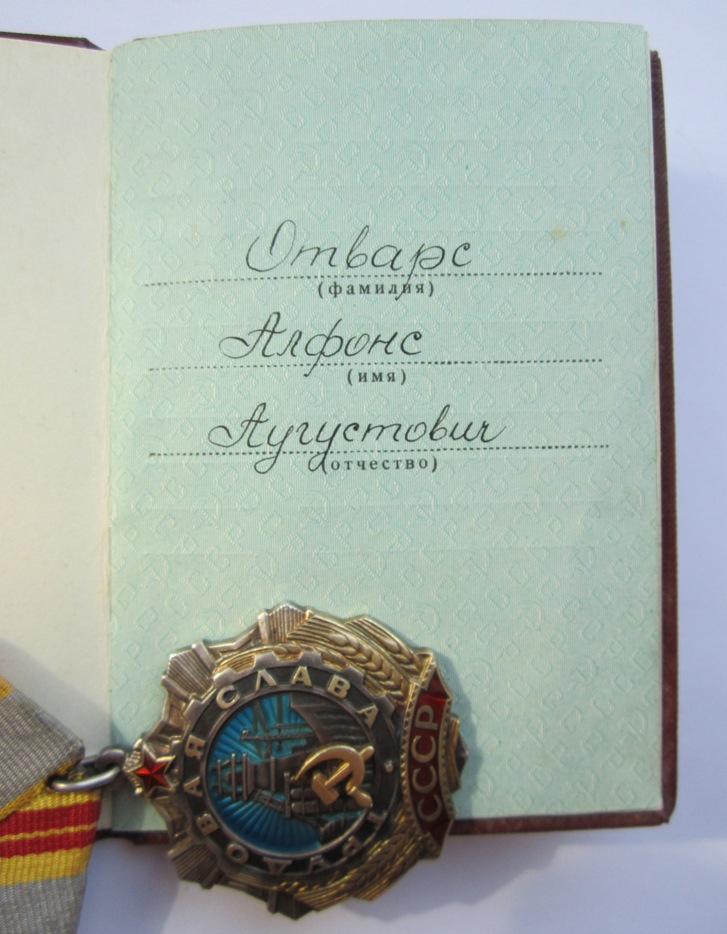 Отварс
(фамилия)
Алфонс
(имя)
Аугустович
(отчество)
ТРУДОВАЯ СЛАВА
СССР